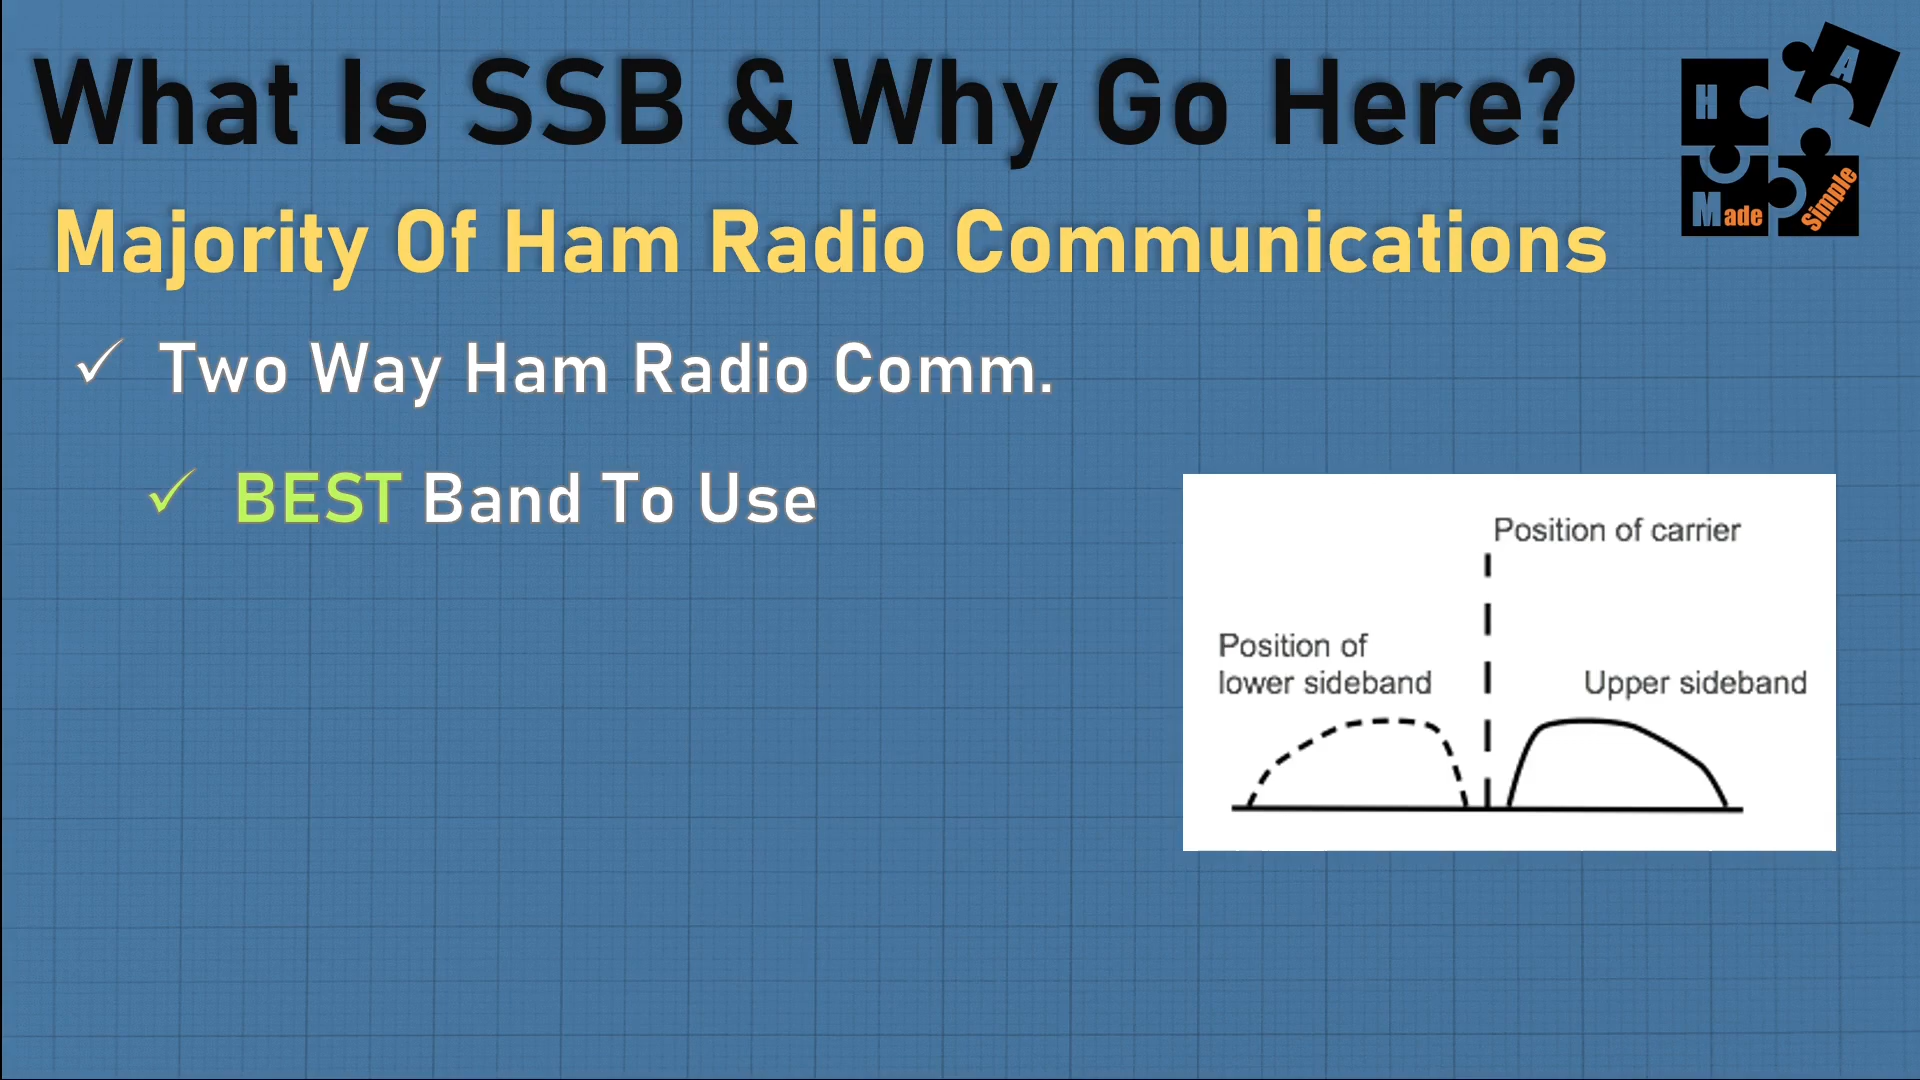 What Is SSB & Why Go Here?
H A
Made Simple
Majority Of Ham Radio Communications
✓ Two Way Ham Radio Comm.
✓ BEST Band To Use
Position of carrier
Position of
lower sideband
Upper sideband